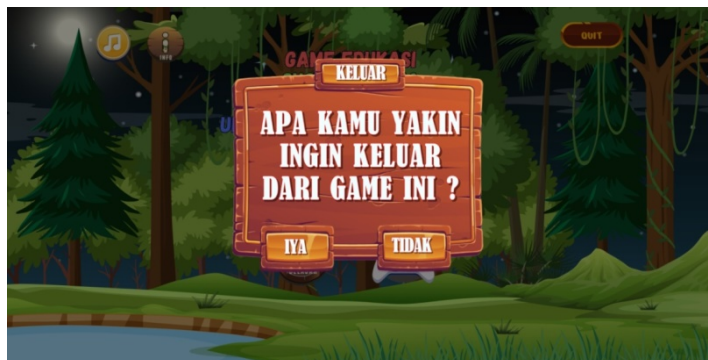 QUIT
INFO
GAME EDUKASI
KELUAR
APA KAMU YAKIN
INGIN KELUAR
DARI GAME INI ?
IYA
TIDAK